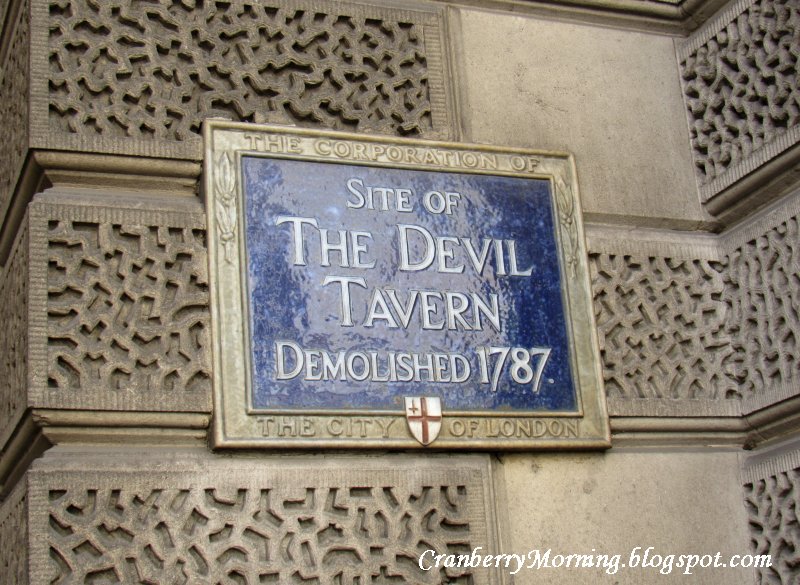 THE CORPORATION OF
SITE OF
THE DEVIL
TAVERN
DEMOLISHED 1787.
THE CITY OF LONDON
CranberryMorning.blogspot.com